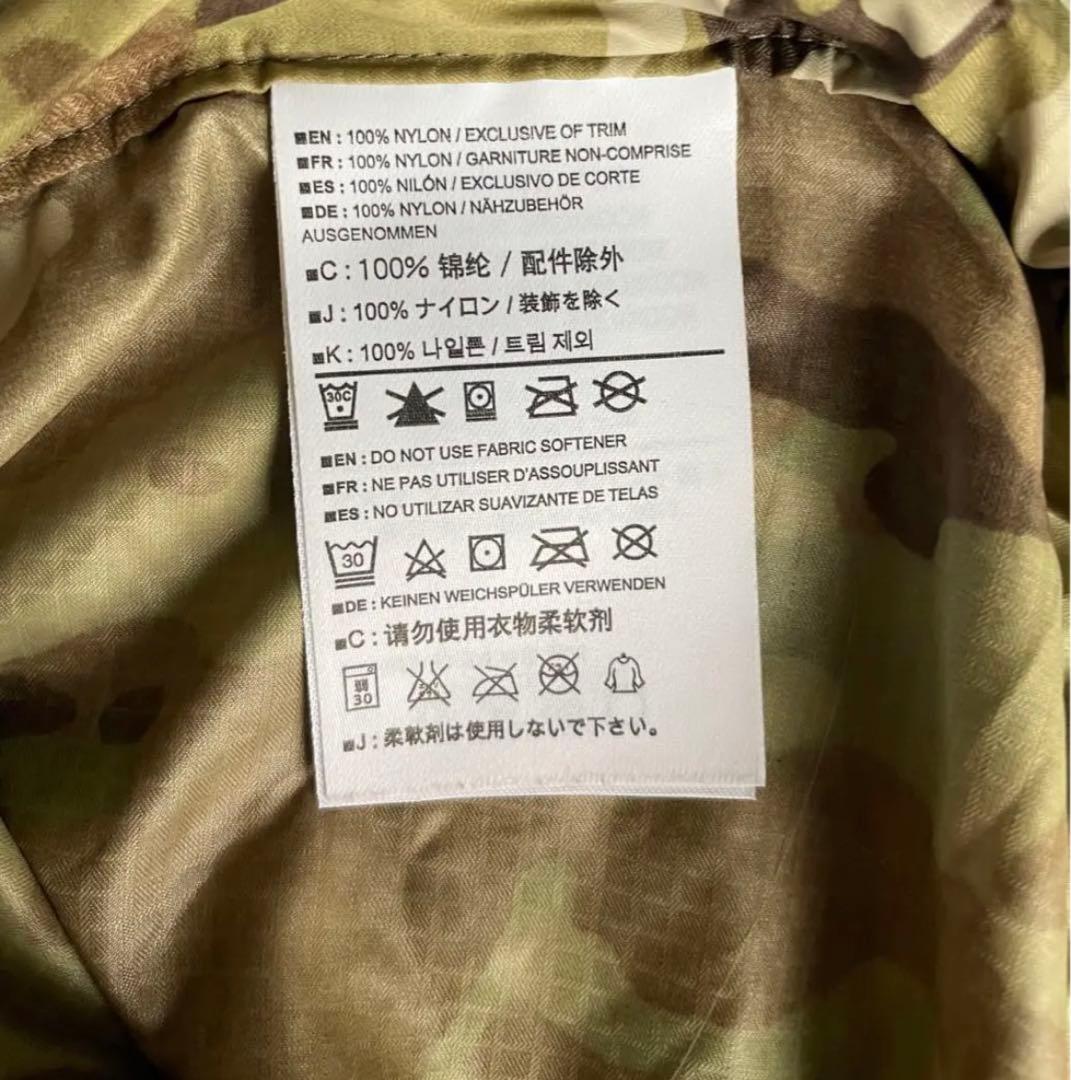 EN : 100% NYLON / EXCLUSIVE OF TRIM
FR : 100% NYLON / GARNITURE NON-COMPRISE
ES : 100% NILÓN / EXCLUSIVO DE CORTE
DE : 100% NYLON / NÄHZUBEHÖR
AUSGENOMMEN
C : 100% 锦纶 / 配件除外
J : 100% ナイロン / 装飾を除く
K : 100% 나일론 / 트림 제외
30C
EN : DO NOT USE FABRIC SOFTENER
FR : NE PAS UTILISER D'ASSOUPLISSANT
ES : NO UTILIZAR SUAVIZANTE DE TELAS
30
DE : KEINEN WEICHSPÜLER VERWENDEN
C : 请勿使用衣物柔软剂
弱
30
J : 柔軟剤は使用しないで下さい。